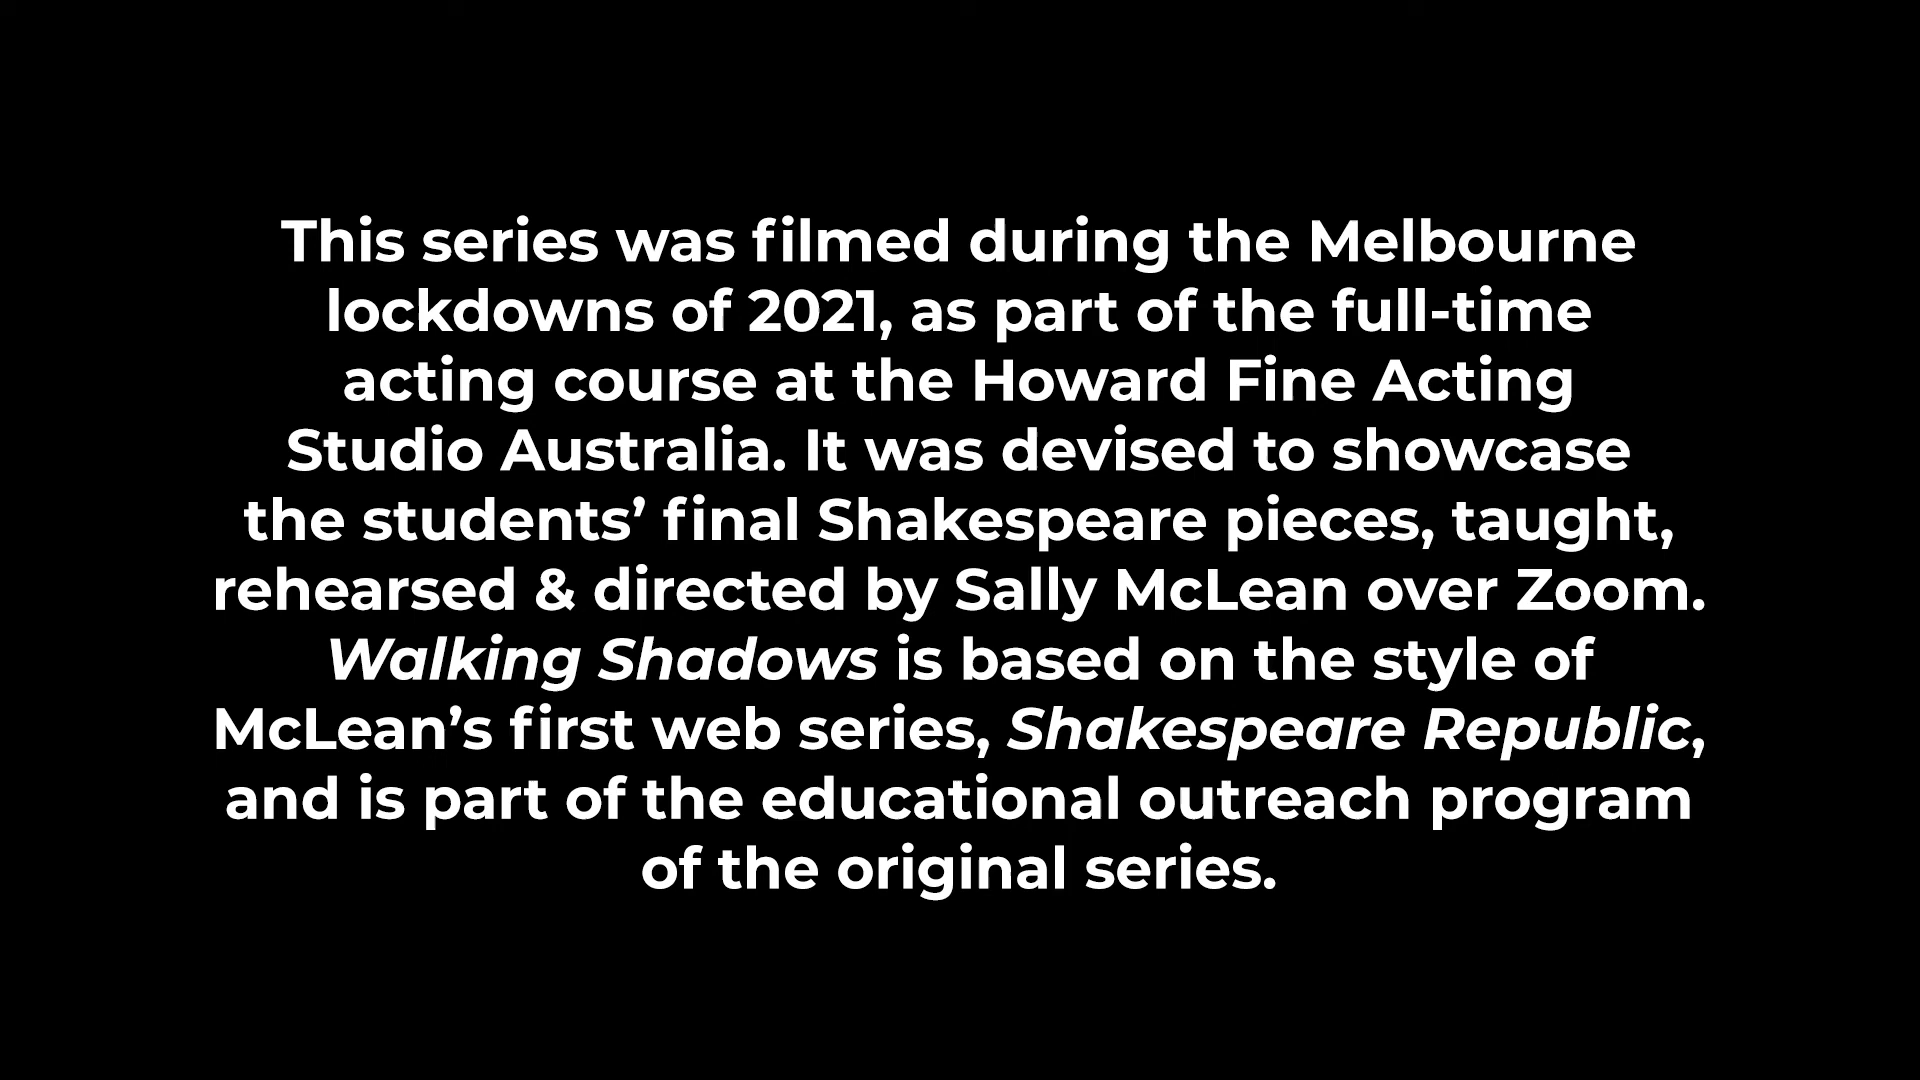 This series was filmed during the Melbourne
lockdowns of 2021, as part of the full-time
acting course at the Howard Fine Acting
Studio Australia. It was devised to showcase
the students’ final Shakespeare pieces, taught,
rehearsed & directed by Sally McLean over Zoom.
Walking Shadows is based on the style of
McLean’s first web series, Shakespeare Republic,
and is part of the educational outreach program
of the original series.